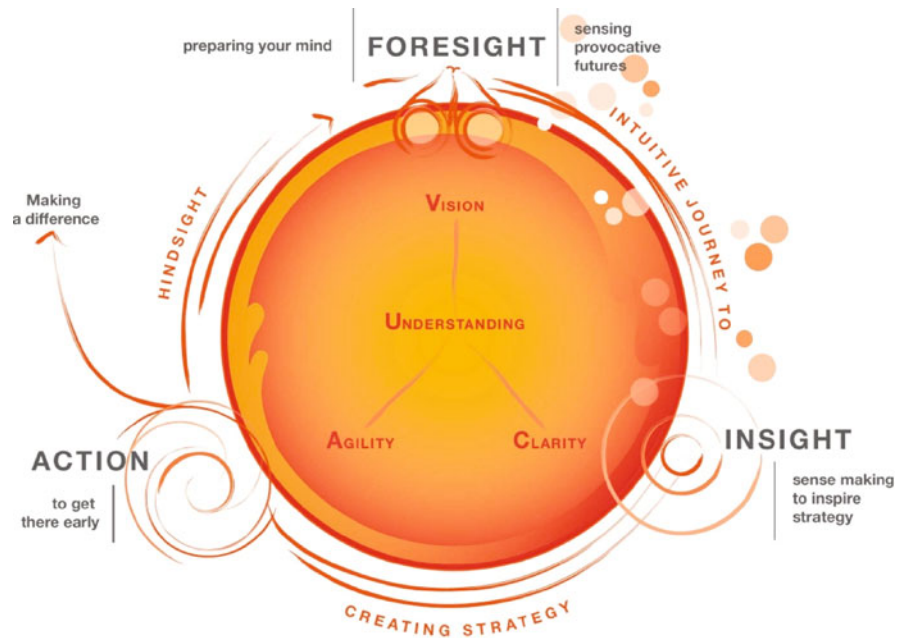 preparing your mind
FORESIGHT
sensing
provocative
futures
INTUITIVE JOURNEY TO
HINDSIGHT
Making
a difference
VISION
UNDERSTANDING
AGILITY
CLARITY
ACTION
to get
there early
INSIGHT
sense making
to inspire
strategy
CREATING STRATEGY